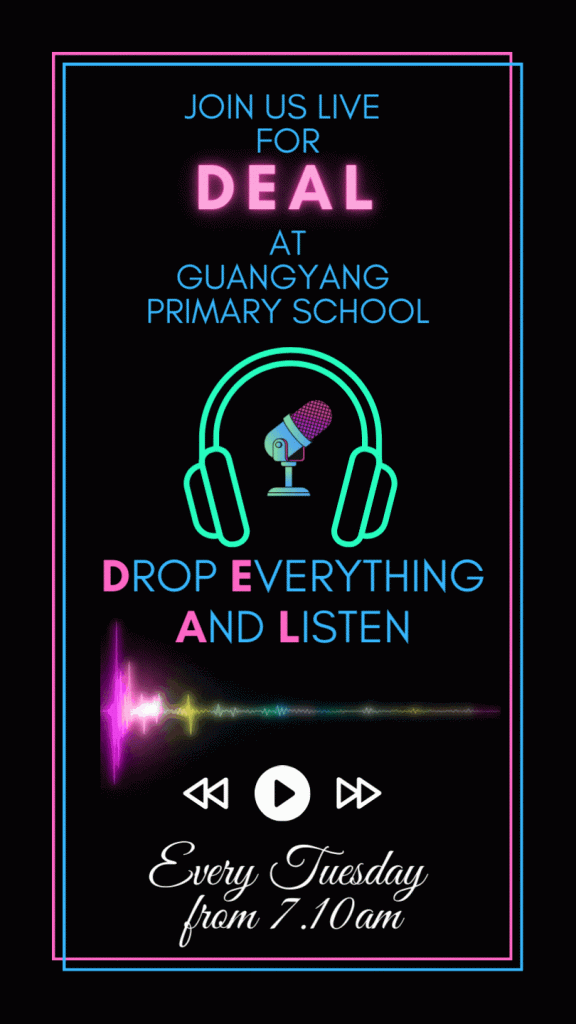 JOIN US LIVE
FOR
DEAL
AT
GUANGYANG
PRIMARY SCHOOL
DROP EVERYTHING
AND LISTEN
Every Tuesday
from 7.10am